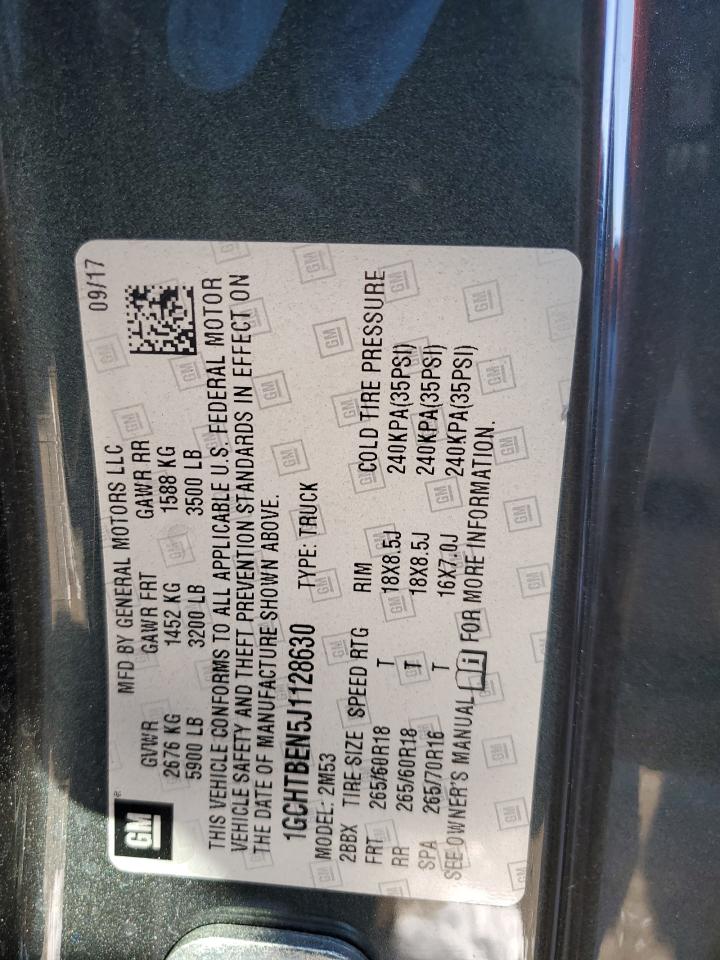 GM
MFD BY GENERAL MOTORS LLC 09/17
GVWR GAWR FRT GAWR RR
2676 KG 1452 KG 1588 KG
5900 LB 3200 LB 3500 LB
THIS VEHICLE CONFORMS TO ALL APPLICABLE U.S. FEDERAL MOTOR
VEHICLE SAFETY AND THEFT PREVENTION STANDARDS IN EFFECT ON
THE DATE OF MANUFACTURE SHOWN ABOVE.
1GCHTBEN5J1128630 TYPE: TRUCK
MODEL: 2M53
2BBX TIRE-SIZE SPEED RTG RIM COLD TIRE PRESSURE
FRT 265/60R18 T 18X8.5J 240KPA(35PSI)
RR 265/60R18 T 18X8.5J 240KPA(35PSI)
SPA 265/70R16 T 16X7.0J 240KPA(35PSI)
SEE OWNER'S MANUAL FOR MORE INFORMATION.